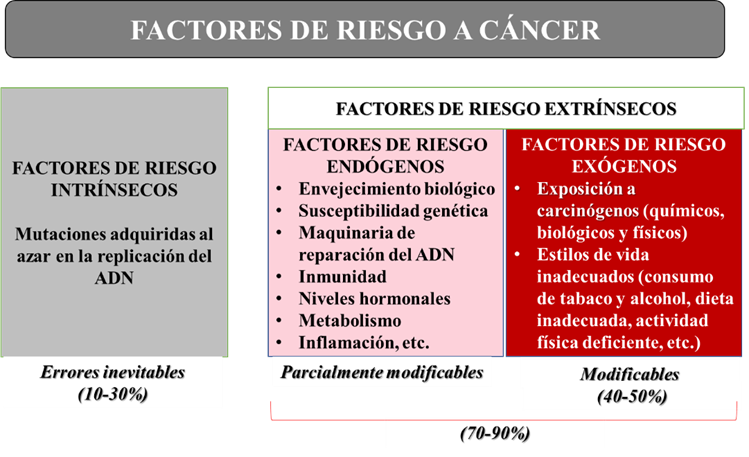 FACTORES DE RIESGO A CÁNCER
FACTORES DE RIESGO
INTRÍNSECOS
Mutaciones adquiridas al
azar en la replicación del
ADN
Errores inevitables
(10-30%)
FACTORES DE RIESGO EXTRÍNSECOS
FACTORES DE RIESGO
ENDÓGENOS
• Envejecimiento biológico
• Susceptibilidad genética
• Maquinaria de
reparación del ADN
• Inmunidad
• Niveles hormonales
• Metabolismo
• Inflamación, etc.
Parcialmente modificables
FACTORES DE RIESGO
EXÓGENOS
• Exposición a
carcinógenos (químicos,
biológicos y físicos)
• Estilos de vida
inadecuados (consumo
de tabaco y alcohol, dieta
inadecuada, actividad
física deficiente, etc.)
Modificables
(40-50%)
(70-90%)